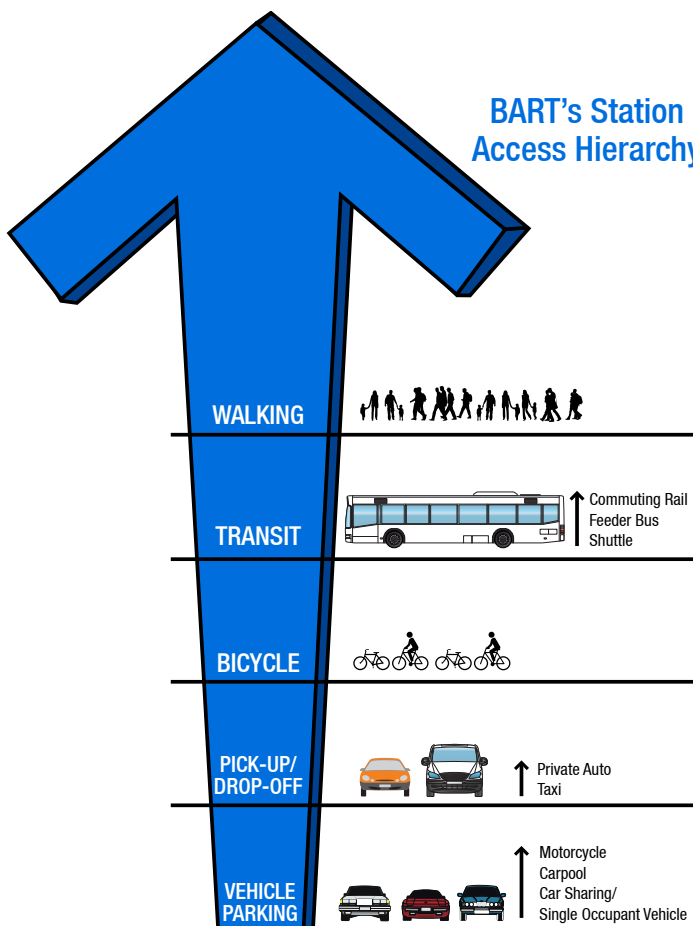 BART's Station
Access Hierarchy
WALKING
TRANSIT
Commuting Rail
Feeder Bus
Shuttle
BICYCLE
PICK-UP/
DROP-OFF
Private Auto
Taxi
VEHICLE
PARKING
Motorcycle
Carpool
Car Sharing/
Single Occupant Vehicle